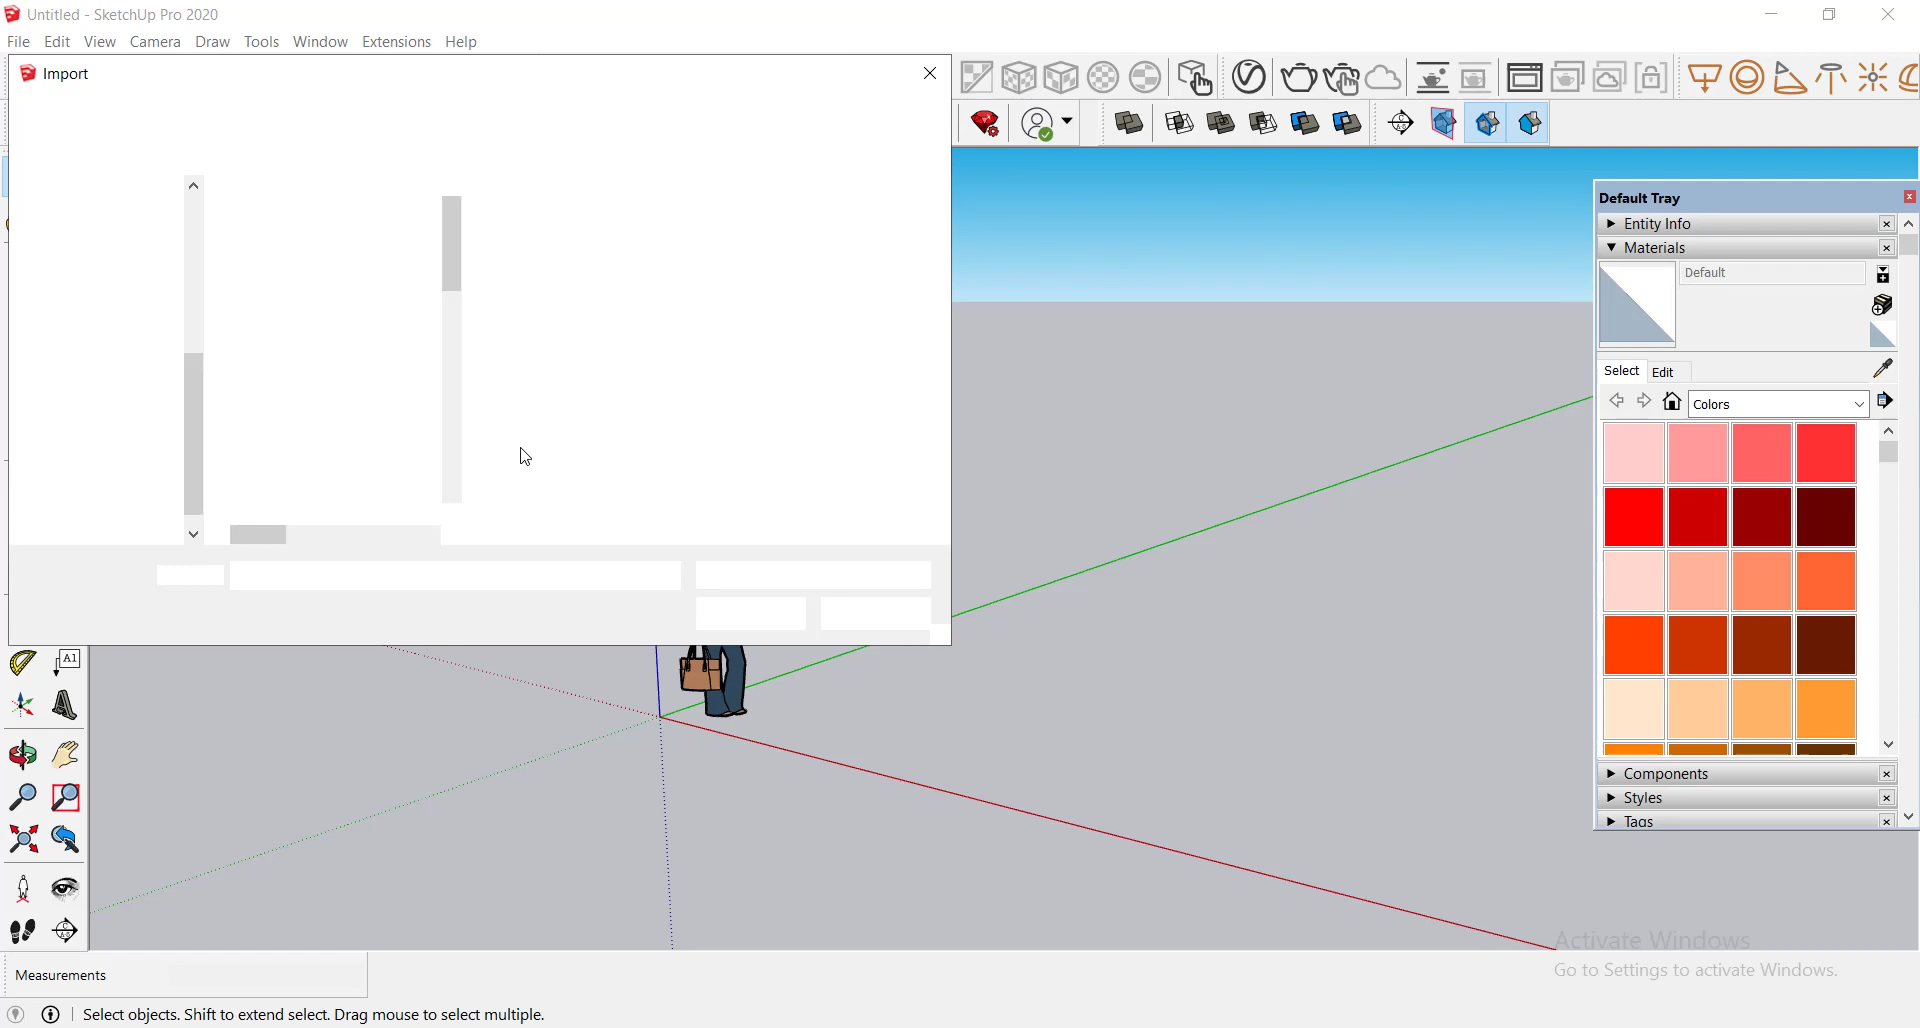 Untitled - SketchUp Pro 2020
File Edit View Camera Draw Tools Window Extensions Help
Import
Default Tray
Entity Info
Materials
Default
Select Edit
Colors
Components
Styles
Tags
A1
Activate Windows
Go to Settings to activate Windows.
Measurements
Select objects. Shift to extend select. Drag mouse to select multiple.